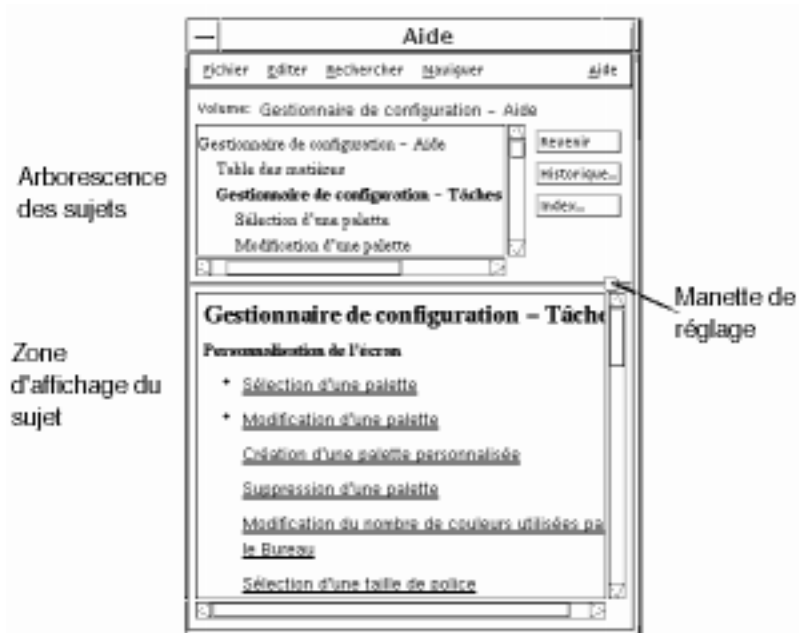 Aide
Fichier Editer Rechercher Naviguer Aide
Volume: Gestionnaire de configuration – Aide
Gestionnaire de configuration – Aide
Table des matières
Gestionnaire de configuration – Tâches
Sélection d'une palette
Modification d'une palette
Revenir
Historique...
Index...
Arborescence
des sujets
Manette de
réglage
Zone
d'affichage du
sujet
Gestionnaire de configuration – Tâche
Personnalisation de l'écran
Sélection d'une palette
Modification d'une palette
Création d'une palette personnalisée
Suppression d'une palette
Modification du nombre de couleurs utilisées pa
le Bureau
Sélection d'une taille de police